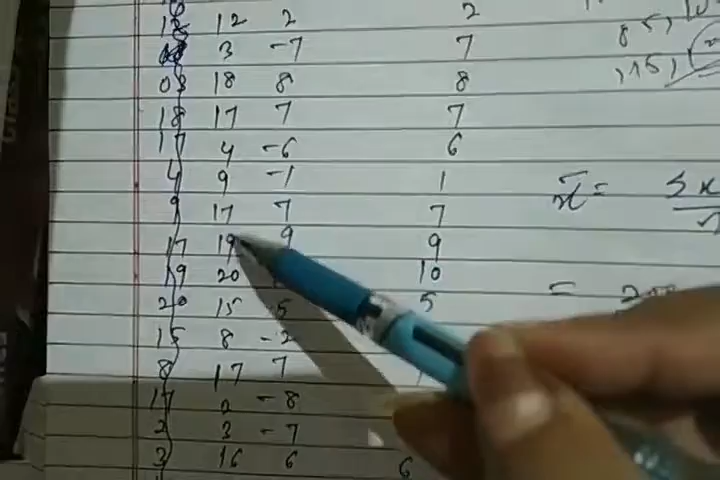 12 2 2
3 -7 7
03 18 8 8
18 17 7 7
17 4 -6 6
4 9 -1 1
9 17 7 7
17 19 9 9
19 20 10
20 15 5 5
15 8 -2
8 17 7
17 2 -8
2 3 -7
3 16 6 6
x̄ =
=